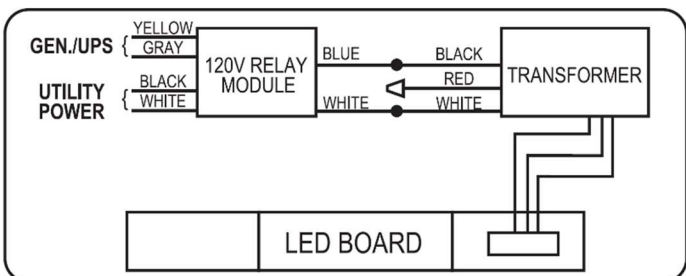 YELLOW
GEN./UPS { GRAY
BLACK
UTILITY POWER { WHITE
120V RELAY
MODULE
BLUE
WHITE
BLACK
RED
WHITE
TRANSFORMER
LED BOARD